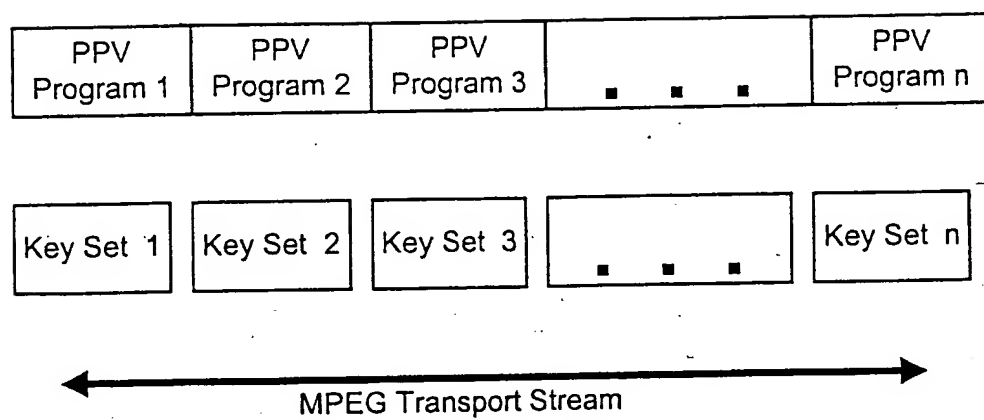 PPV
Program 1
PPV
Program 2
PPV
Program 3
. . .
PPV
Program n
Key Set 1
Key Set 2
Key Set 3
. . .
Key Set n
MPEG Transport Stream